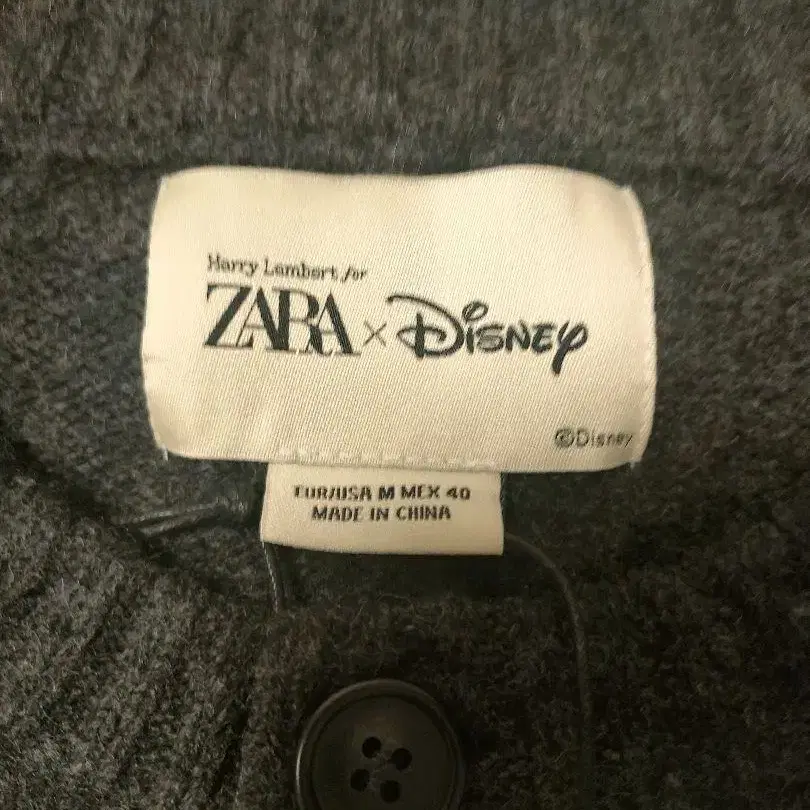 Harry Lambert for
ZARA × Disney
©Disney
EUR/USA M MEX 40
MADE IN CHINA